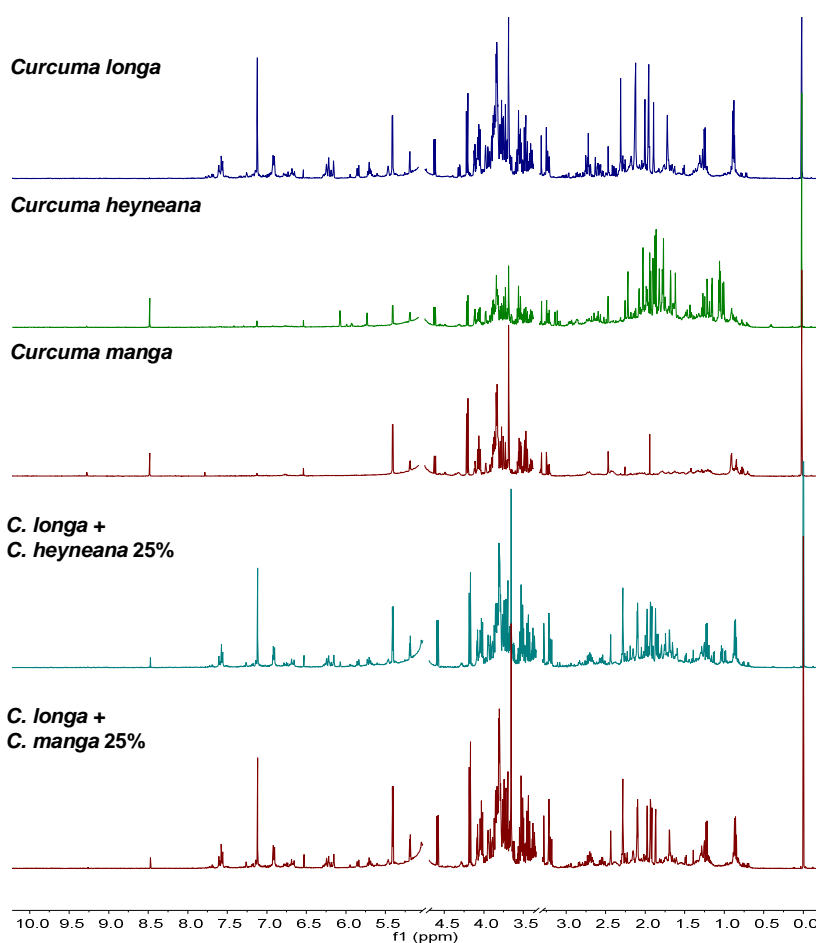 Curcuma longa
Curcuma heyneana
Curcuma manga
C. longa +
C. heyneana 25%
C. longa +
C. manga 25%
10.0 9.5 9.0 8.5 8.0 7.5 7.0 6.5 6.0 5.5 4.5 4.0 3.5 3.0 2.5 2.0 1.5 1.0 0.5 0.0
f1 (ppm)